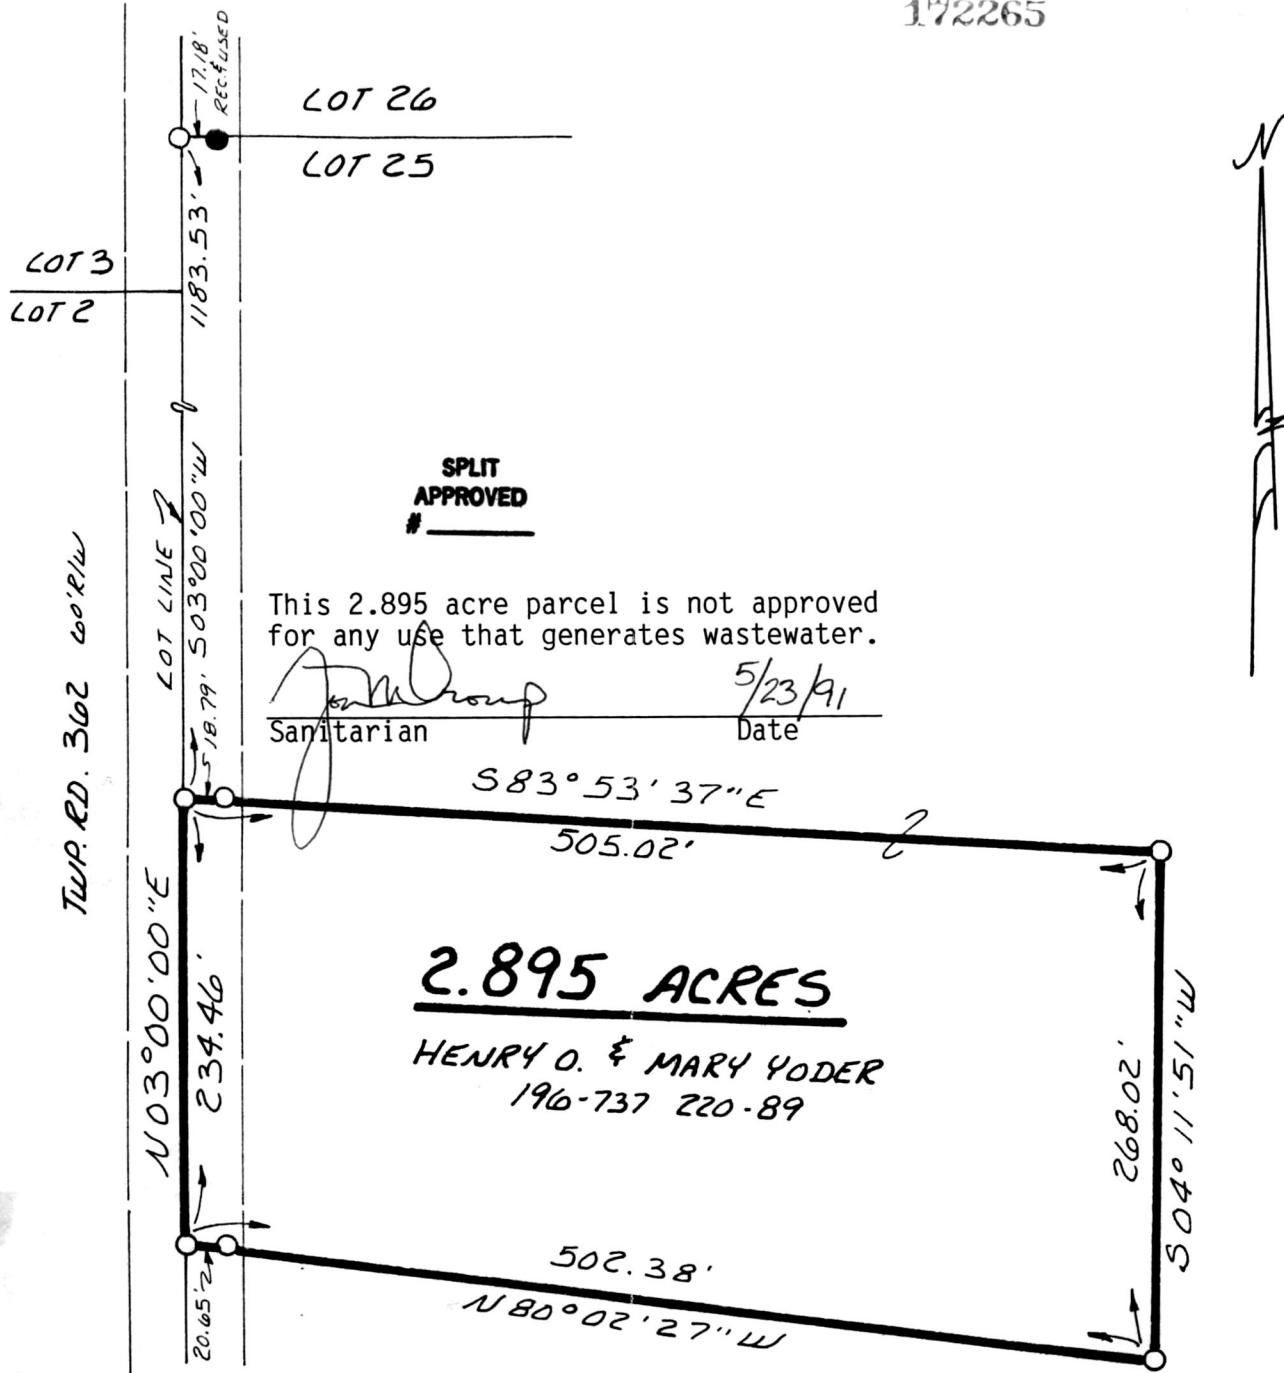 172265
17.18'
REC. & USED
LOT 26
LOT 25
1183.53'
LOT 3
LOT 2
S03°00'00"W
LOT LINE
SPLIT
APPROVED
#
TWP. RD. 362 60' R/W
This 2.895 acre parcel is not approved
for any use that generates wastewater.
5/23/91
Sanitarian Date
18.79'
S83°53'37"E
505.02'
N03°00'00"E
234.46'
2.895 ACRES
HENRY O. & MARY YODER
196-737 220-89
268.02'
S04°11'51"W
502.38'
N80°02'27"W
20.65'